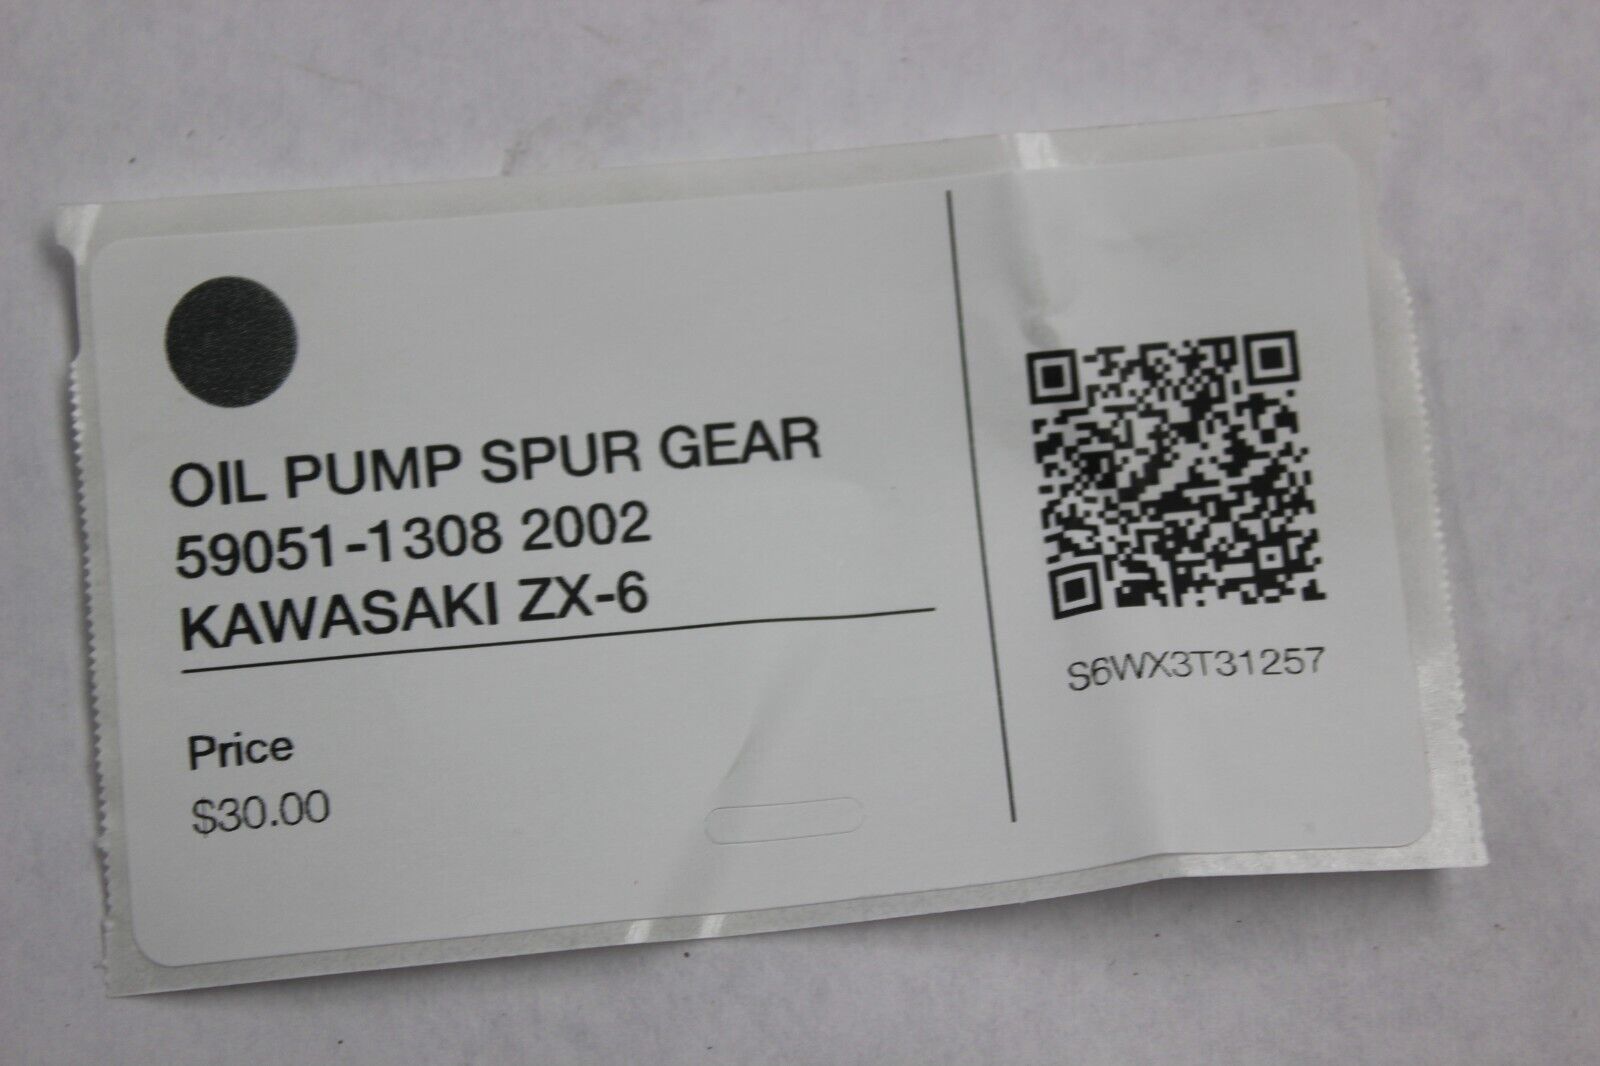 OIL PUMP SPUR GEAR
59051-1308 2002
KAWASAKI ZX-6
Price
$30.00
S6WX3T31257